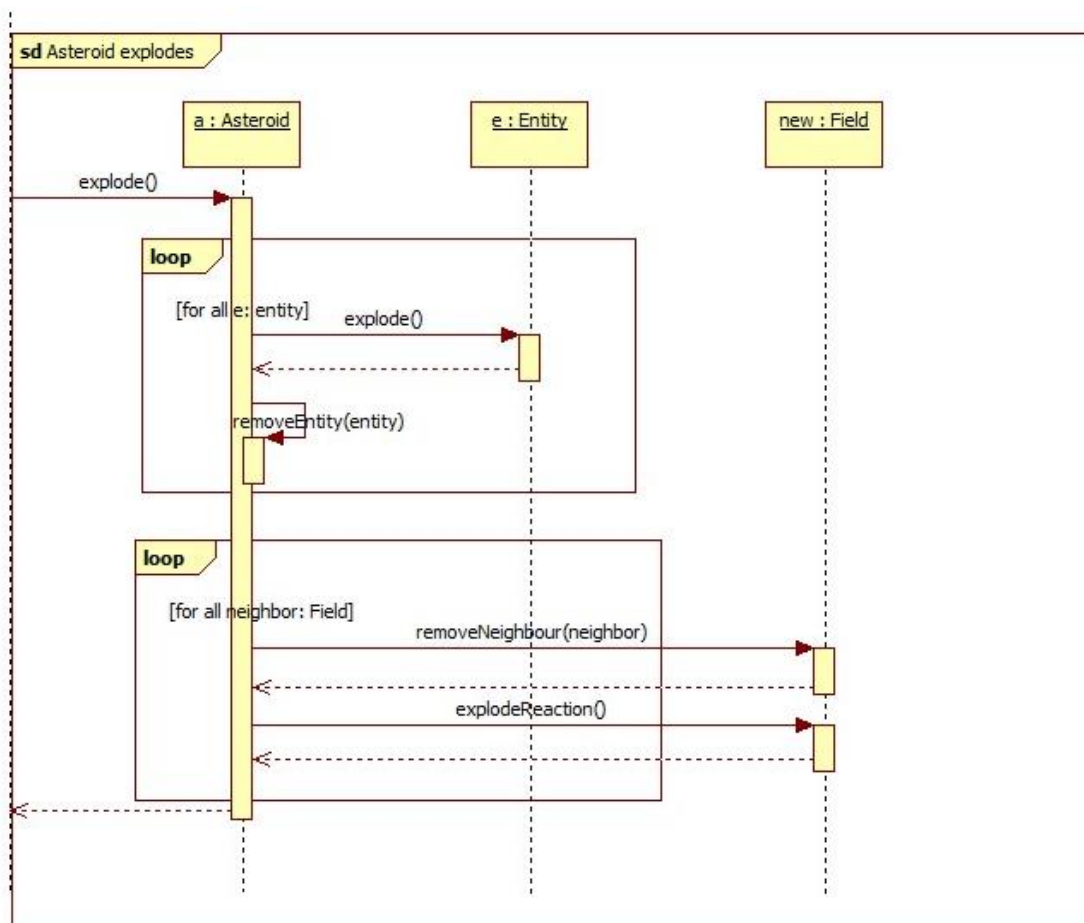 sd Asteroid explodes
a : Asteroid
e : Entity
new : Field
explode()
loop
[for all e: entity]
explode()
removeEntity(entity)
loop
[for all neighbor: Field]
removeNeighbour(neighbor)
explodeReaction()